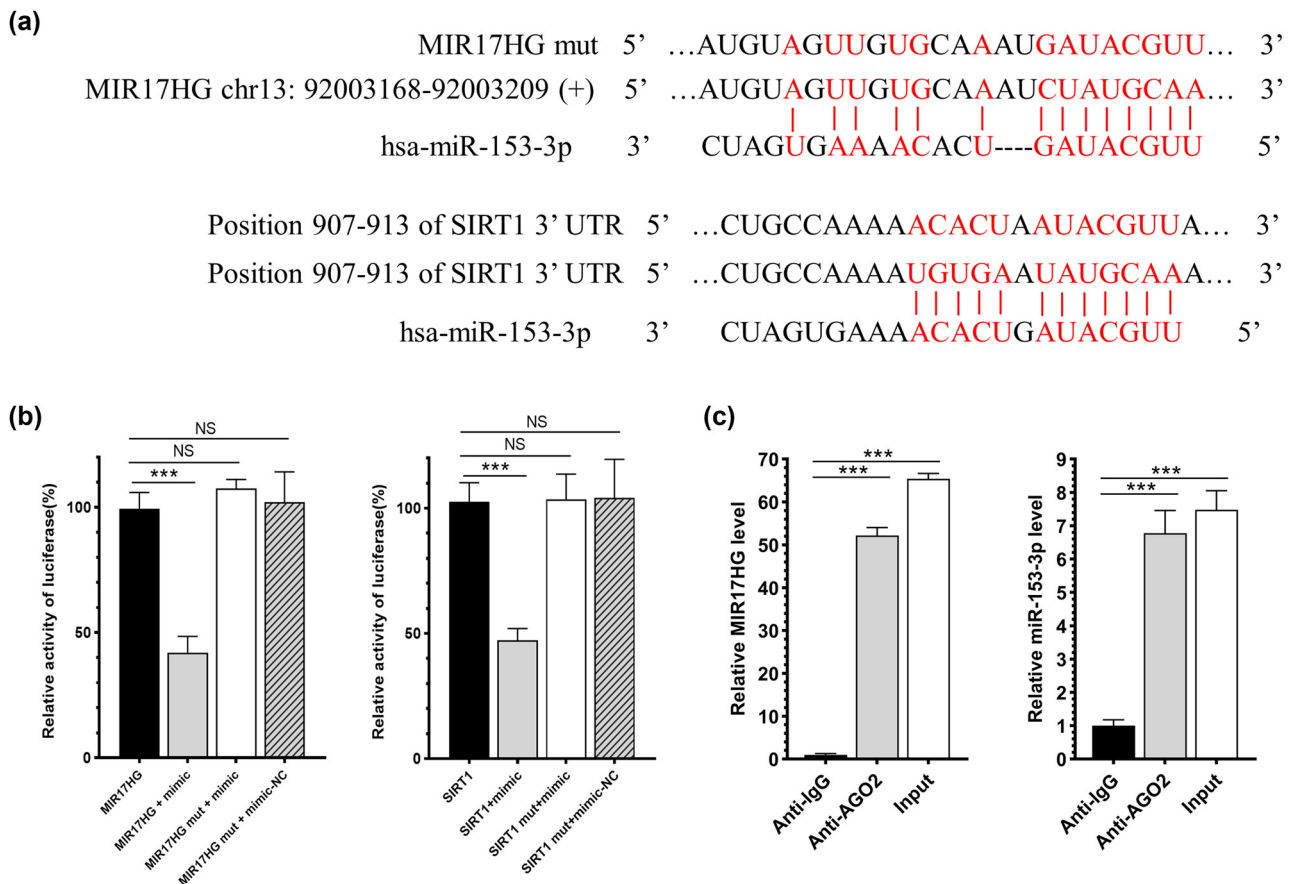 (a)
MIR17HG mut 5’ …AUGUAGUUGUGCAAAUGAUACGUU… 3’
MIR17HG chr13: 92003168-92003209 (+) 5’ …AUGUAGUUGUGCAAAUCUAUGCAA… 3’
hsa-miR-153-3p 3’ CUAGUGAAAACACU----GAUACGUU 5’
Position 907-913 of SIRT1 3’ UTR 5’ …CUGCCAAAAACACUAAUACGUUA… 3’
Position 907-913 of SIRT1 3’ UTR 5’ …CUGCCAAAAUGUGAAUAUGCAAA… 3’
hsa-miR-153-3p 3’ CUAGUGAAAACACUGAUACGUU 5’
(b)
NS
NS
***
Relative activity of luciferase(%)
100
50
0
MIR17HG
MIR17HG + mimic
MIR17HG mut + mimic
MIR17HG mut + mimic-NC
NS
NS
***
Relative activity of luciferase(%)
100
50
0
SIRT1
SIRT1+mimic
SIRT1 mut+mimic
SIRT1 mut+mimic-NC
(c)
***
***
Relative MIR17HG level
70
60
50
40
30
20
10
0
Anti-IgG
Anti-AGO2
Input
***
***
Relative miR-153-3p level
9
8
7
6
5
4
3
2
1
0
Anti-IgG
Anti-AGO2
Input